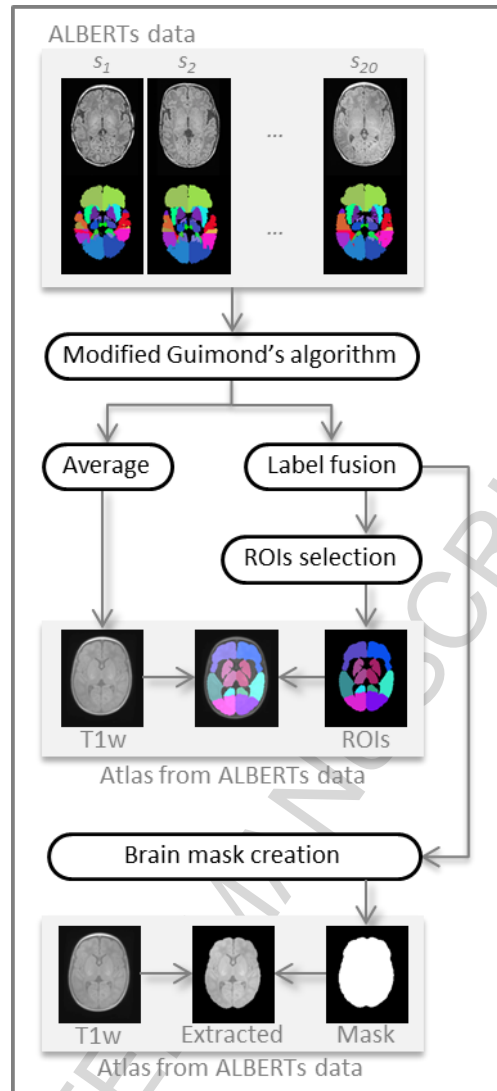 ALBERTs data
s1 s2 s20
...
...
Modified Guimond's algorithm
Average
Label fusion
ROIs selection
T1w ROIs
Atlas from ALBERTs data
Brain mask creation
T1w Extracted Mask
Atlas from ALBERTs data